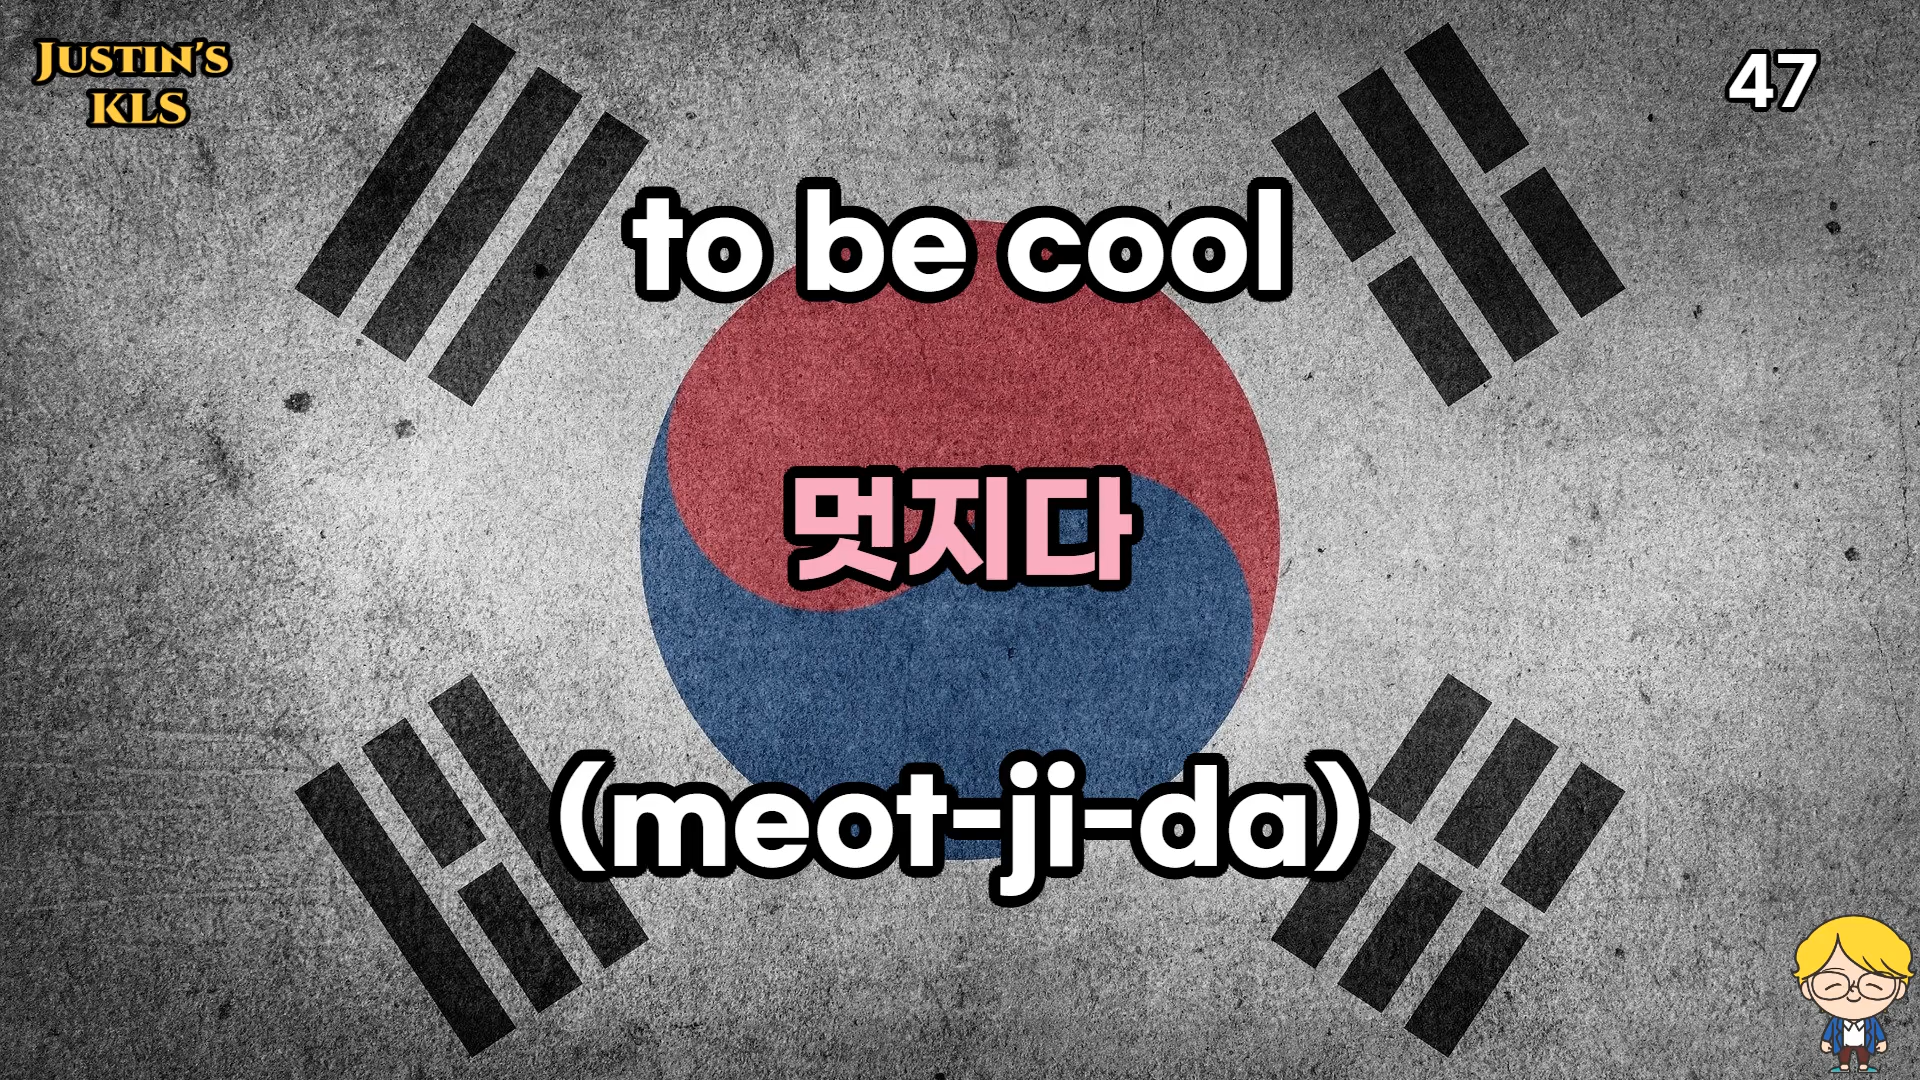 JUSTIN'S
KLS
47
to be cool
멋지다
(meot-ji-da)